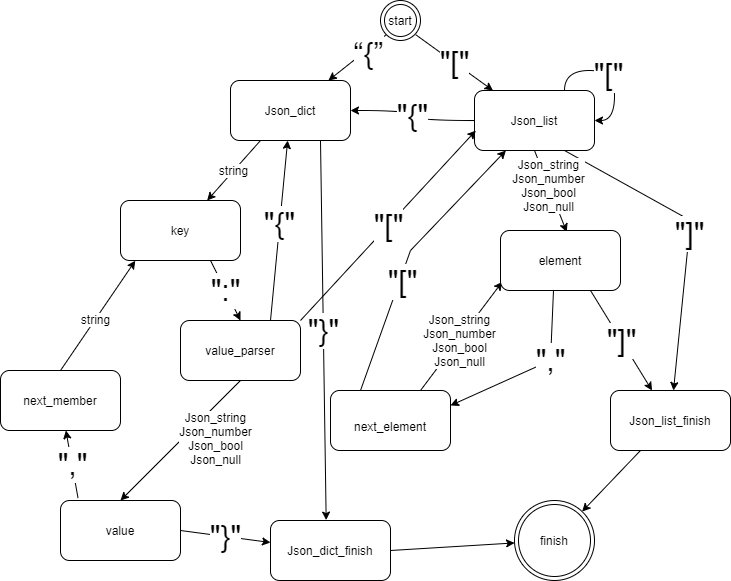 start
“{”
"["
"["
Json_dict
"{"
Json_list
string
Json_string
Json_number
Json_bool
Json_null
key
"{"
"["
"]"
element
":"
"["
string
value_parser
"}"
Json_string
Json_number
Json_bool
Json_null
"]"
","
next_member
next_element
Json_list_finish
Json_string
Json_number
Json_bool
Json_null
","
value
"}"
Json_dict_finish
finish